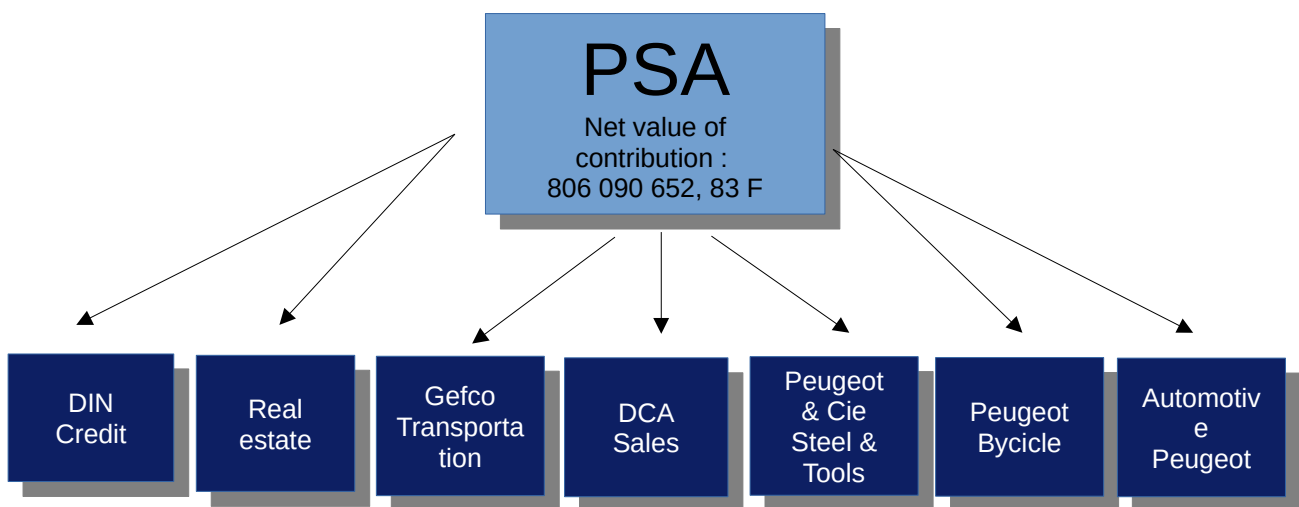 PSA
Net value of
contribution :
806 090 652, 83 F
DIN
Credit
Real
estate
Gefco
Transporta
tion
DCA
Sales
Peugeot
& Cie
Steel &
Tools
Peugeot
Bycicle
Automotiv
e
Peugeot